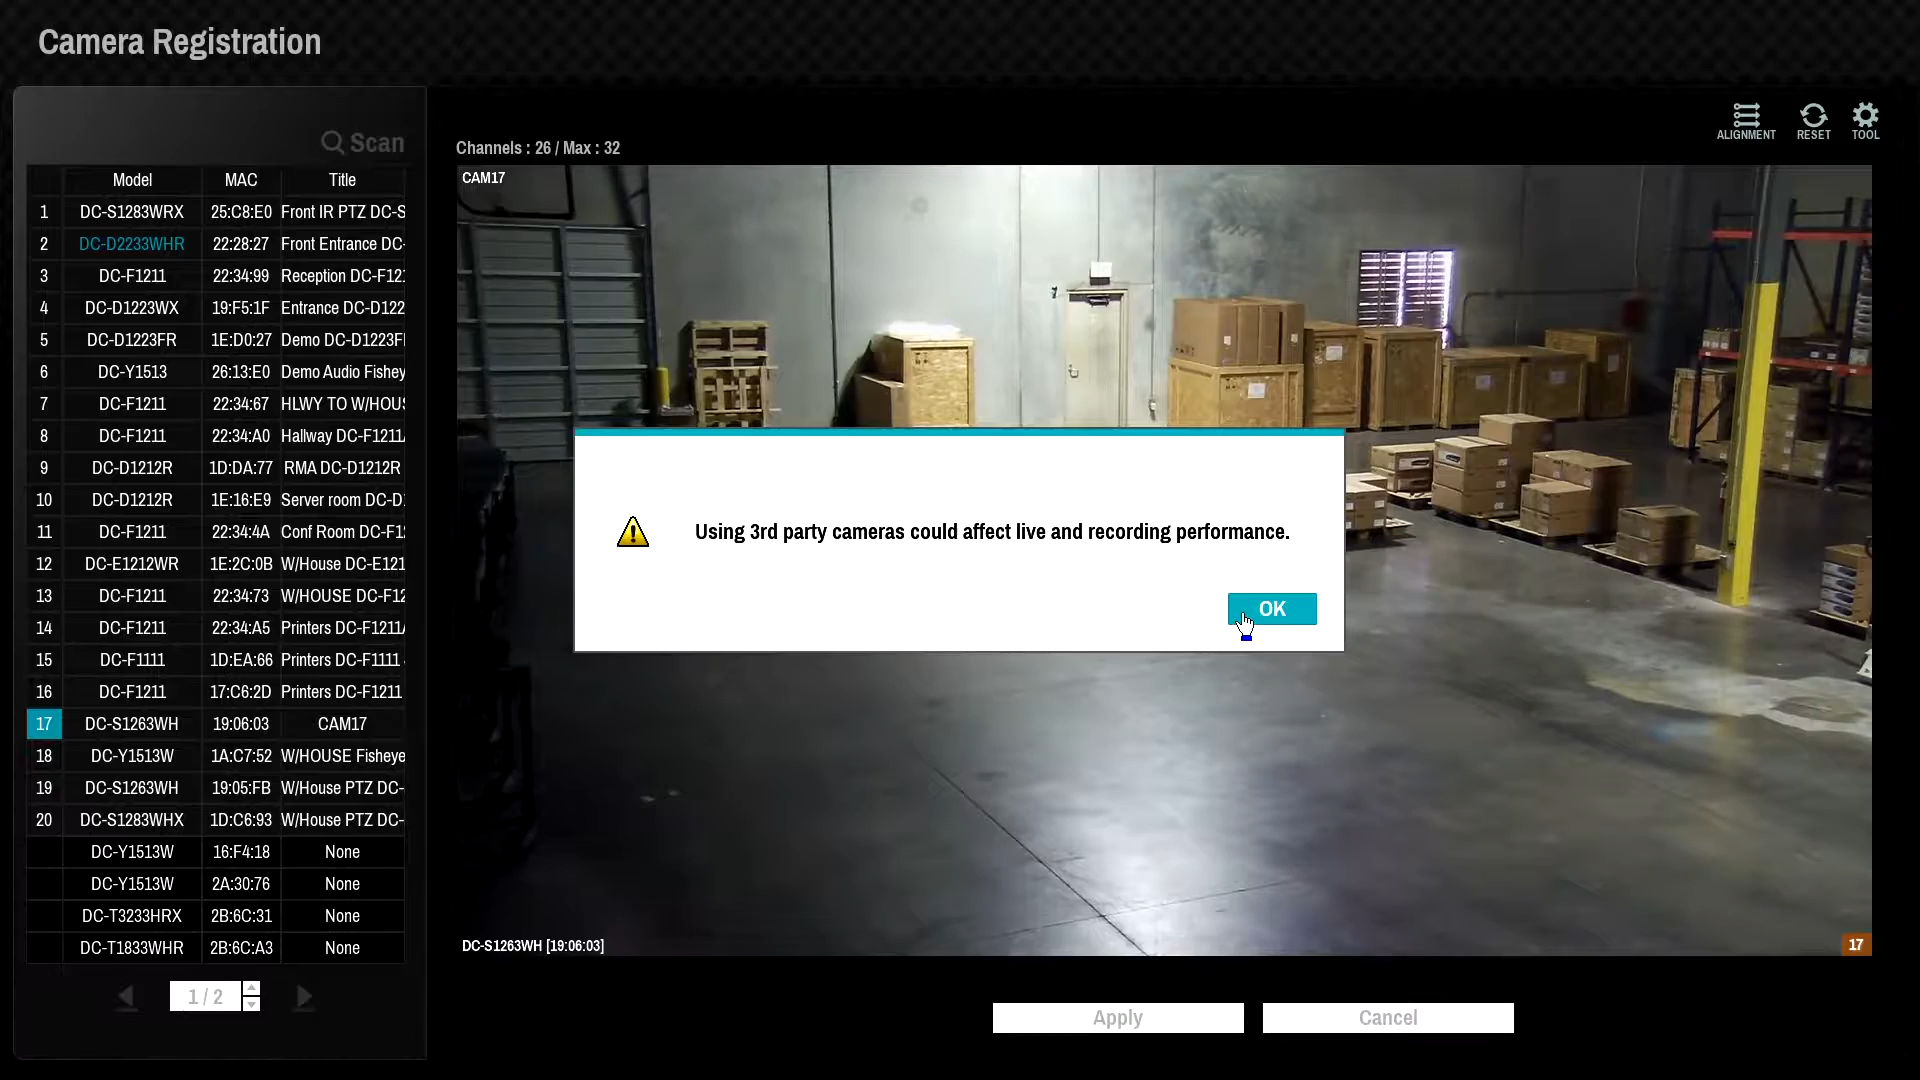 Camera Registration
Scan
ALIGNMENT RESET TOOL
Channels : 26 / Max : 32
Model MAC Title
1 DC-S1283WRX 25:C8:E0 Front IR PTZ DC-S
2 DC-D2233WHR 22:28:27 Front Entrance DC-
3 DC-F1211 22:34:99 Reception DC-F121
4 DC-D1223WX 19:F5:1F Entrance DC-D122
5 DC-D1223FR 1E:D0:27 Demo DC-D1223F
6 DC-Y1513 26:13:E0 Demo Audio Fishey
7 DC-F1211 22:34:67 HLWY TO W/HOUS
8 DC-F1211 22:34:A0 Hallway DC-F1211
9 DC-D1212R 1D:DA:77 RMA DC-D1212R
10 DC-D1212R 1E:16:E9 Server room DC-D
11 DC-F1211 22:34:4A Conf Room DC-F12
12 DC-E1212WR 1E:2C:0B W/House DC-E121
13 DC-F1211 22:34:73 W/HOUSE DC-F12
14 DC-F1211 22:34:A5 Printers DC-F1211
15 DC-F1111 1D:EA:66 Printers DC-F1111
16 DC-F1211 17:C6:2D Printers DC-F1211
17 DC-S1263WH 19:06:03 CAM17
18 DC-Y1513W 1A:C7:52 W/HOUSE Fisheye
19 DC-S1263WH 19:05:FB W/House PTZ DC-
20 DC-S1283WHX 1D:C6:93 W/House PTZ DC-
DC-Y1513W 16:F4:18 None
DC-Y1513W 2A:30:76 None
DC-T3233HRX 2B:6C:31 None
DC-T1833WHR 2B:6C:A3 None
1 / 2
CAM17
Using 3rd party cameras could affect live and recording performance.
OK
DC-S1263WH [19:06:03]
17
Apply Cancel